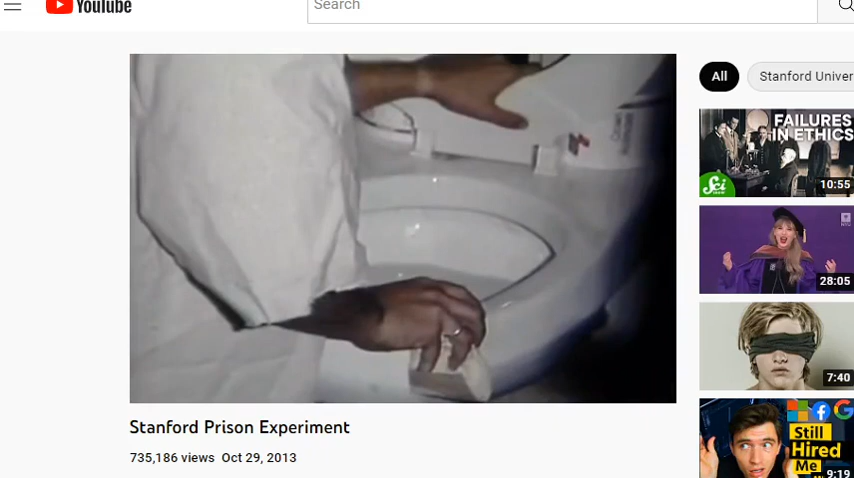 YouTube
Search
All
Stanford Univer
FAILURES
IN ETHICS
Sci
10:55
28:05
7:40
Still
Hired
Me
9:19
Stanford Prison Experiment
735,186 views Oct 29, 2013